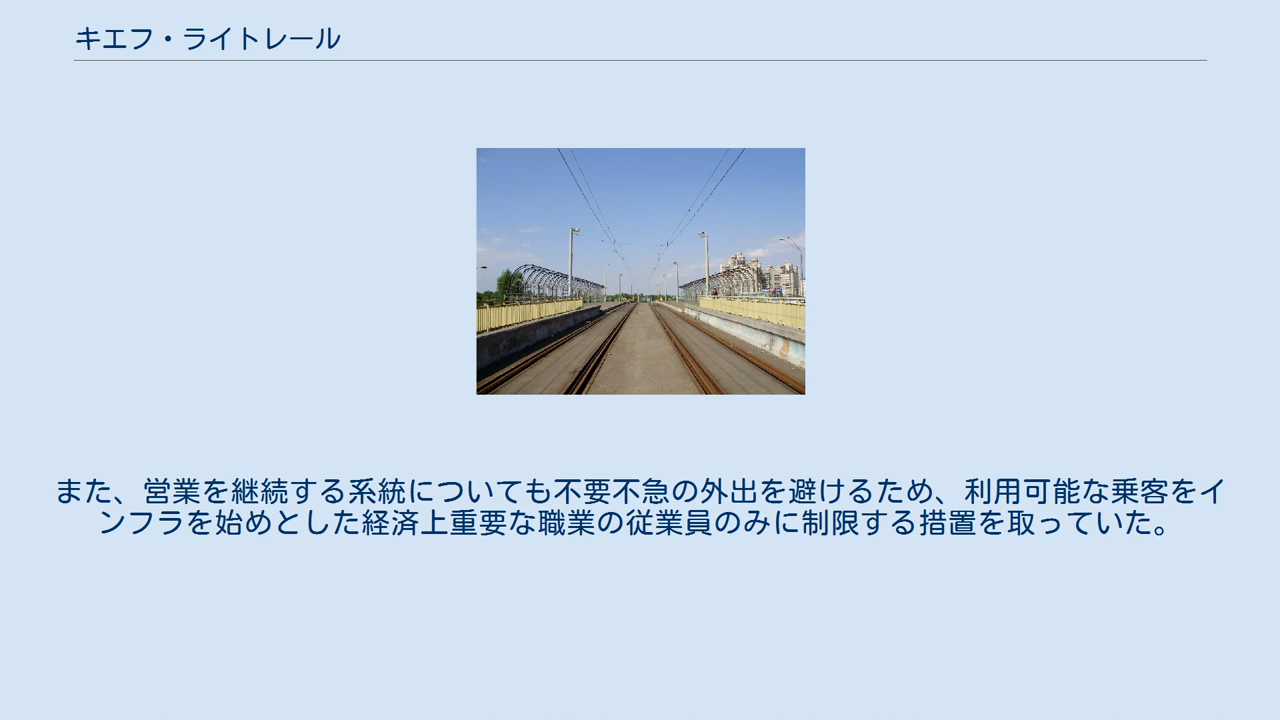 キエフ・ライトレール
また、営業を継続する系統についても不要不急の外出を避けるため、利用可能な乗客をイ
ンフラを始めとした経済上重要な職業の従業員のみに制限する措置を取っていた。